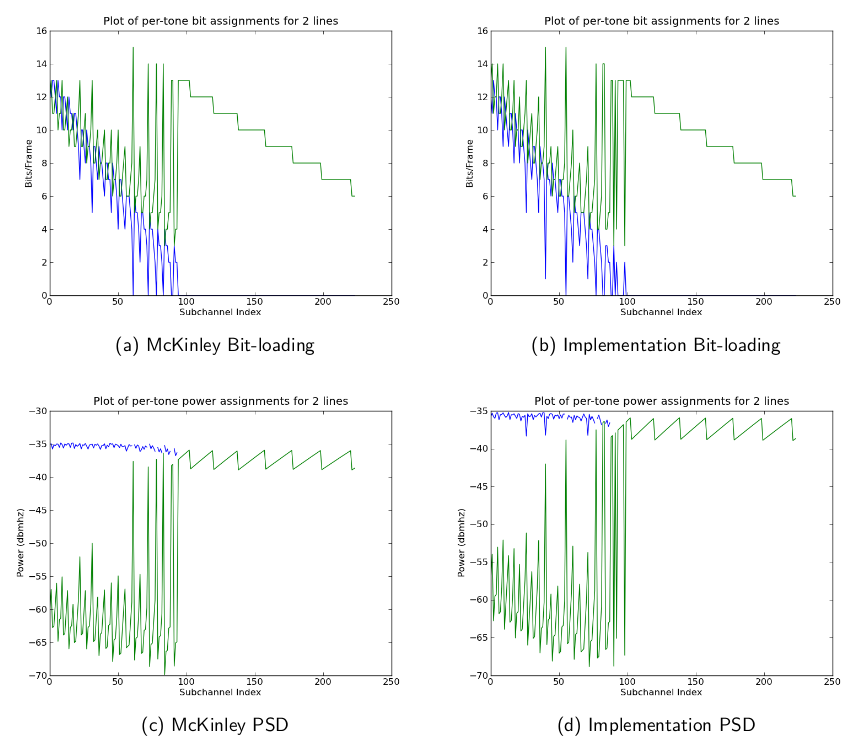 Plot of per-tone bit assignments for 2 lines
16
14
12
10
8
6
4
2
0
Bits/Frame
0 50 100 150 200 250
Subchannel Index
(a) McKinley Bit-loading
Plot of per-tone bit assignments for 2 lines
16
14
12
10
8
6
4
2
0
Bits/Frame
0 50 100 150 200 250
Subchannel Index
(b) Implementation Bit-loading
Plot of per-tone power assignments for 2 lines
−30
−35
−40
−45
−50
−55
−60
−65
−70
Power (dbmhz)
0 50 100 150 200 250
Subchannel Index
(c) McKinley PSD
Plot of per-tone power assignments for 2 lines
−35
−40
−45
−50
−55
−60
−65
−70
Power (dbmhz)
0 50 100 150 200 250
Subchannel Index
(d) Implementation PSD